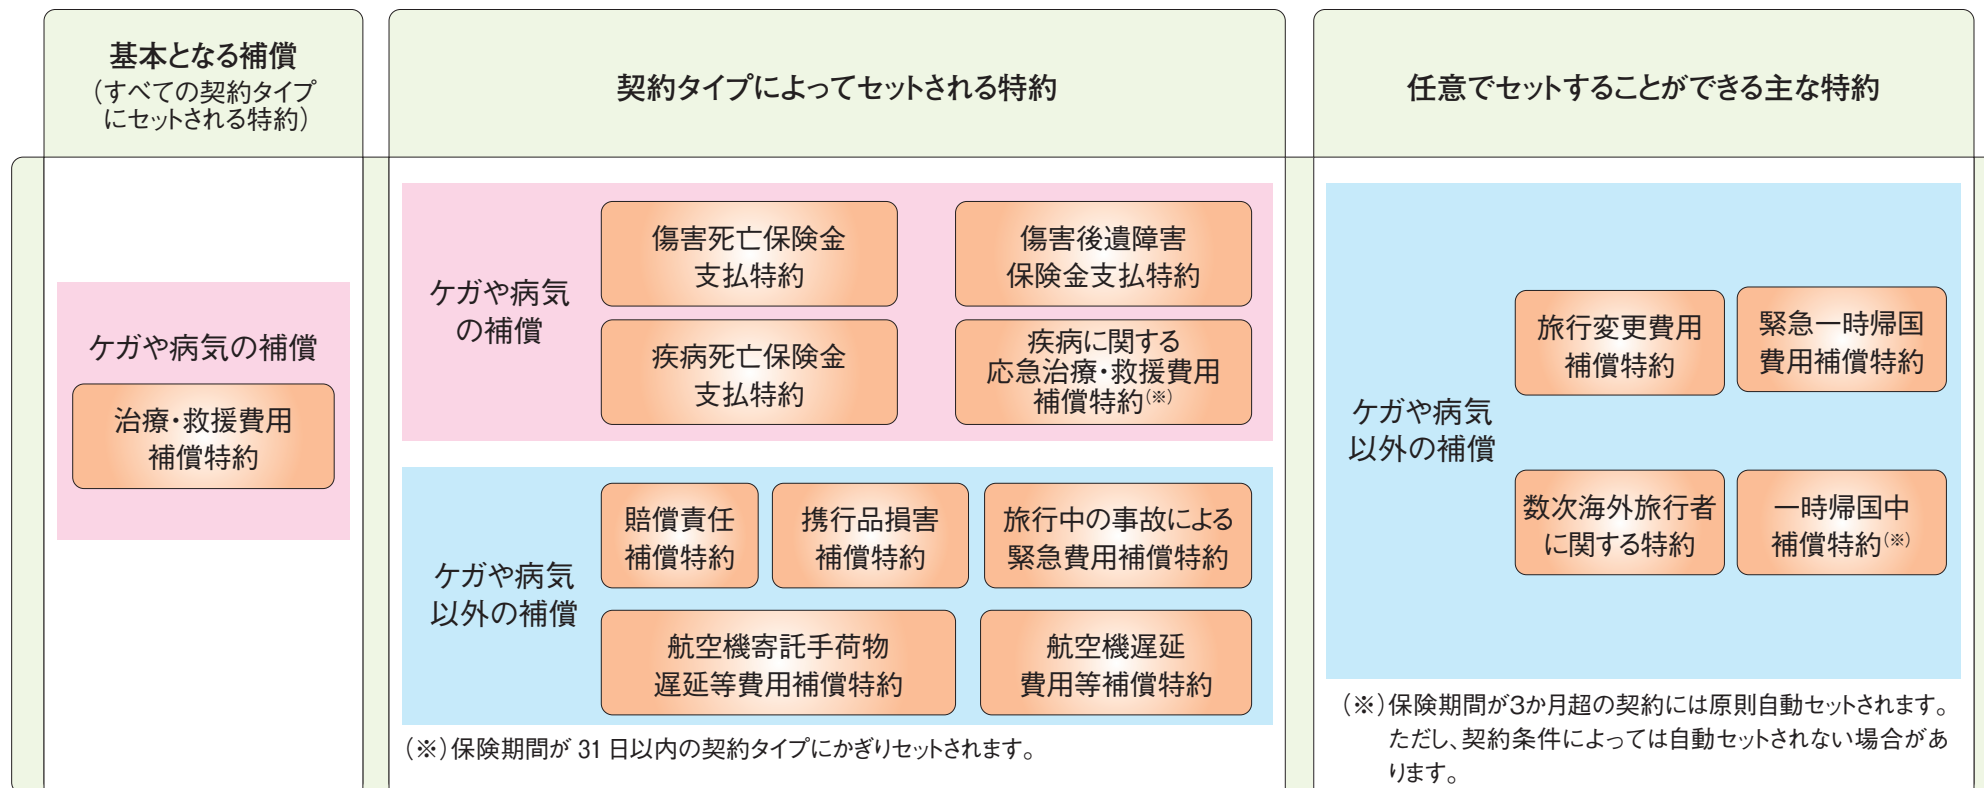 基本となる補償
（すべての契約タイプ
にセットされる特約）
ケガや病気の補償
治療・救援費用
補償特約
契約タイプによってセットされる特約
ケガや病気
の補償
傷害死亡保険金
支払特約
傷害後遺障害
保険金支払特約
疾病死亡保険金
支払特約
疾病に関する
応急治療・救援費用
補償特約(※)
ケガや病気
以外の補償
賠償責任
補償特約
携行品損害
補償特約
旅行中の事故による
緊急費用補償特約
航空機寄託手荷物
遅延等費用補償特約
航空機遅延
費用等補償特約
（※）保険期間が 31 日以内の契約タイプにかぎりセットされます。
任意でセットすることができる主な特約
ケガや病気
以外の補償
旅行変更費用
補償特約
緊急一時帰国
費用補償特約
数次海外旅行者
に関する特約
一時帰国中
補償特約(※)
（※）保険期間が3か月超の契約には原則自動セットされます。
ただし、契約条件によっては自動セットされない場合があ
ります。